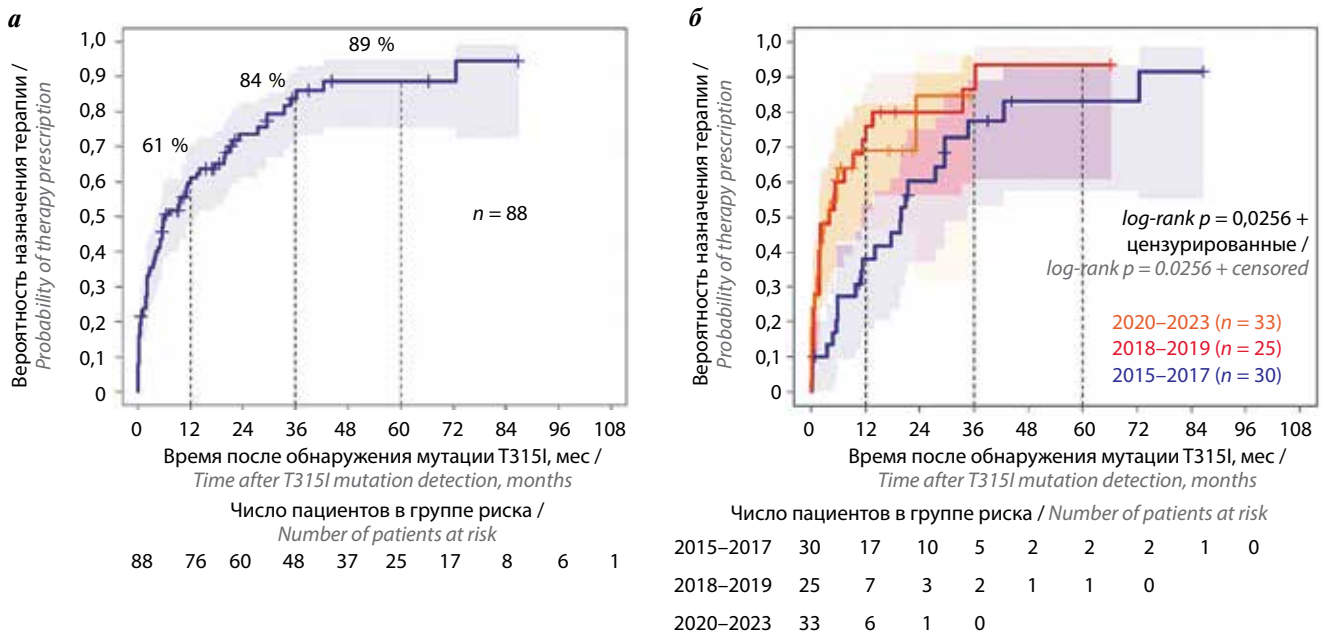 а
Вероятность назначения терапии /
Probability of therapy prescription
1,0
0,9
0,8
0,7
0,6
0,5
0,4
0,3
0,2
0,1
0
61 %
84 %
89 %
n = 88
0 12 24 36 48 60 72 84 96 108
Время после обнаружения мутации T315I, мес /
Time after T315I mutation detection, months
Число пациентов в группе риска /
Number of patients at risk
88 76 60 48 37 25 17 8 6 1
б
Вероятность назначения терапии /
Probability of therapy prescription
1,0
0,9
0,8
0,7
0,6
0,5
0,4
0,3
0,2
0,1
0
log-rank p = 0,0256 +
цензурированные /
log-rank p = 0.0256 + censored
2020–2023 (n = 33)
2018–2019 (n = 25)
2015–2017 (n = 30)
0 12 24 36 48 60 72 84 96 108
Время после обнаружения мутации T315I, мес /
Time after T315I mutation detection, months
Число пациентов в группе риска / Number of patients at risk
2015–2017 30 17 10 5 2 2 2 1 0
2018–2019 25 7 3 2 1 1 0
2020–2023 33 6 1 0